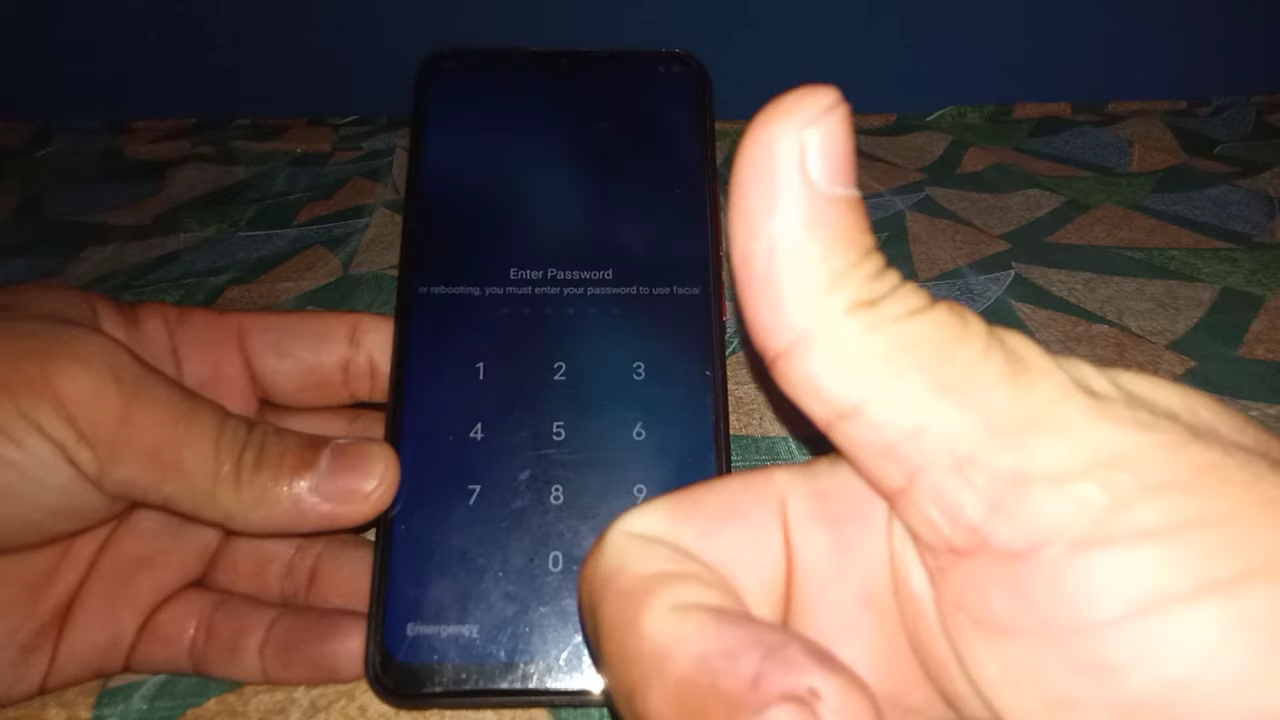 Enter Password
er rebooting, you must enter your password to use facial
1 2 3
4 5 6
7 8 9
0
Emergency